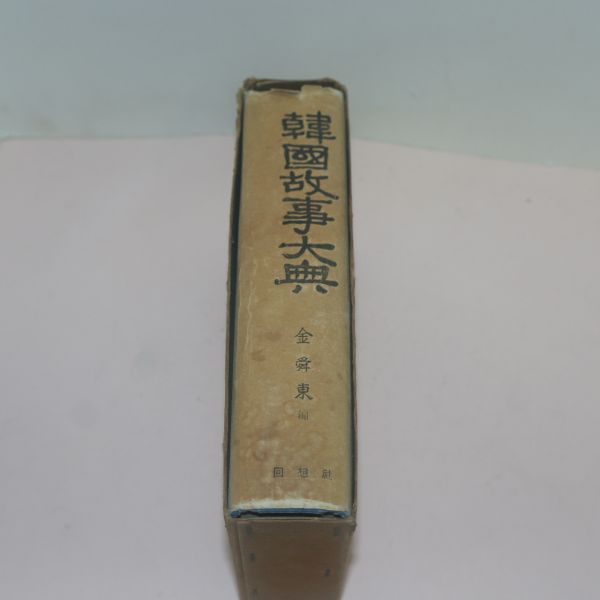 韓國故事大典
金舜東 編
回想社